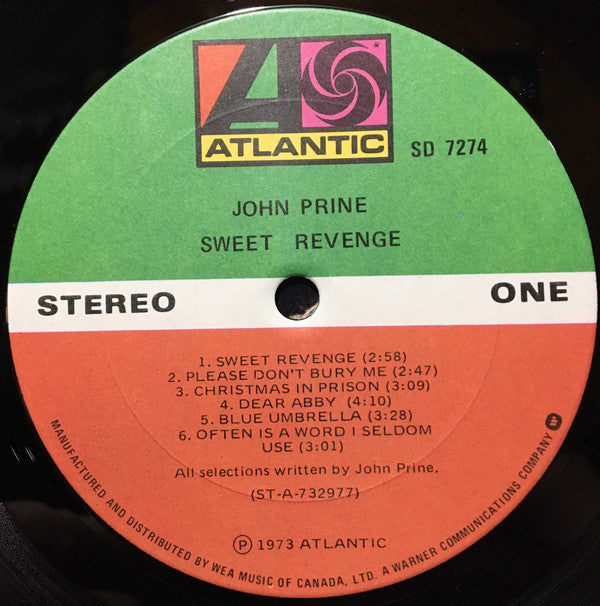 ATLANTIC
SD 7274
JOHN PRINE
SWEET REVENGE
STEREO
ONE
1. SWEET REVENGE (2:58)
2. PLEASE DON'T BURY ME (2:47)
3. CHRISTMAS IN PRISON (3:09)
4. DEAR ABBY (4:10)
5. BLUE UMBRELLA (3:28)
6. OFTEN IS A WORD I SELDOM
USE (3:01)
All selections written by John Prine.
(ST-A-732977)
℗ 1973 ATLANTIC
MANUFACTURED AND DISTRIBUTED BY WEA MUSIC OF CANADA, LTD. A WARNER COMMUNICATIONS COMPANY